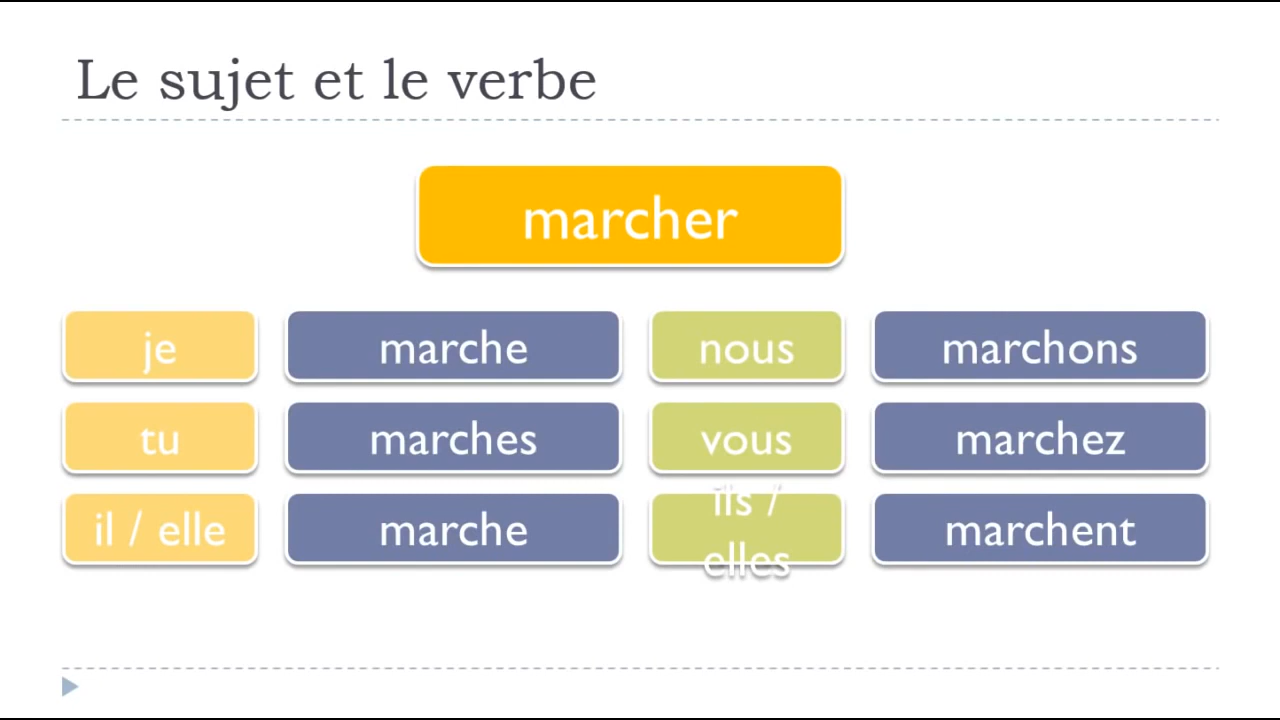 Le sujet et le verbe
marcher
je marche nous marchons
tu marches vous marchez
il / elle marche ils /
elles marchent